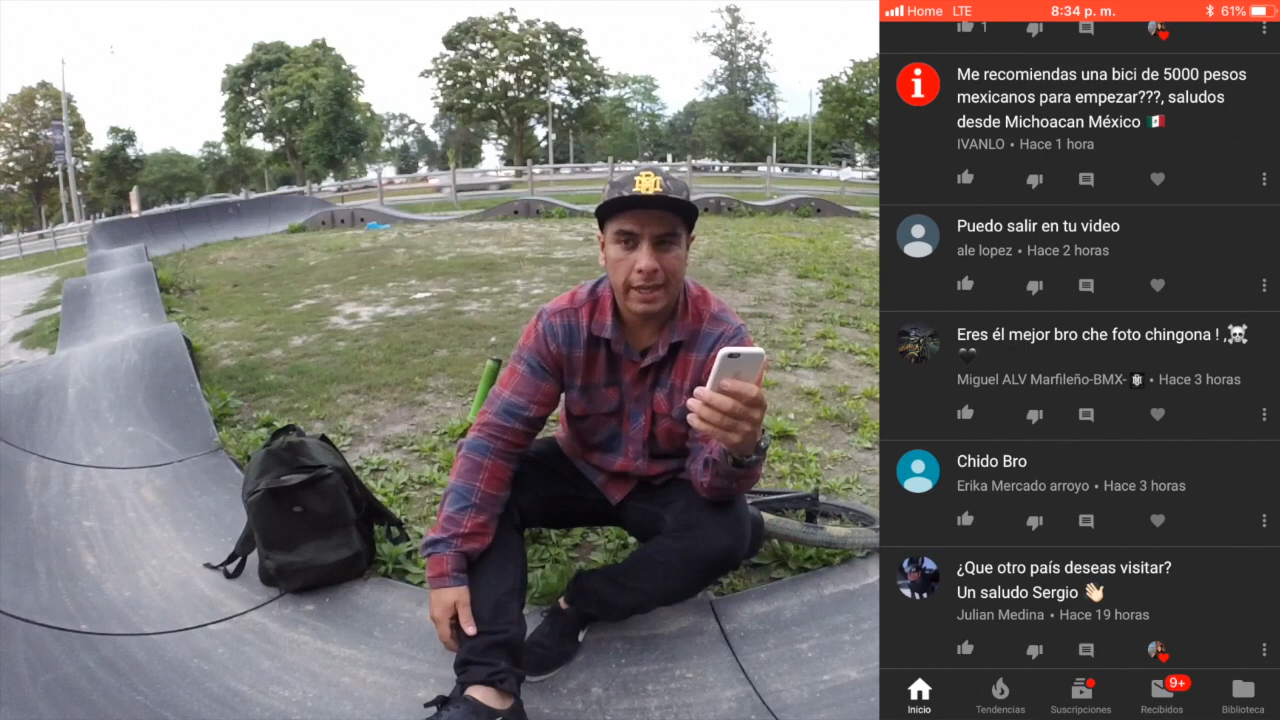 Home LTE 8:34 p. m. 61%
1
Me recomiendas una bici de 5000 pesos
mexicanos para empezar???, saludos
desde Michoacan México 🇲🇽
IVANLO • Hace 1 hora
Puedo salir en tu video
ale lopez • Hace 2 horas
Eres él mejor bro che foto chingona ! ,☠️
🖤
Miguel ALV Marfileño-BMX- • Hace 3 horas
Chido Bro
Erika Mercado arroyo • Hace 3 horas
¿Que otro país deseas visitar?
Un saludo Sergio 👋🏻
Julian Medina • Hace 19 horas
9+
Inicio Tendencias Suscripciones Recibidos Biblioteca